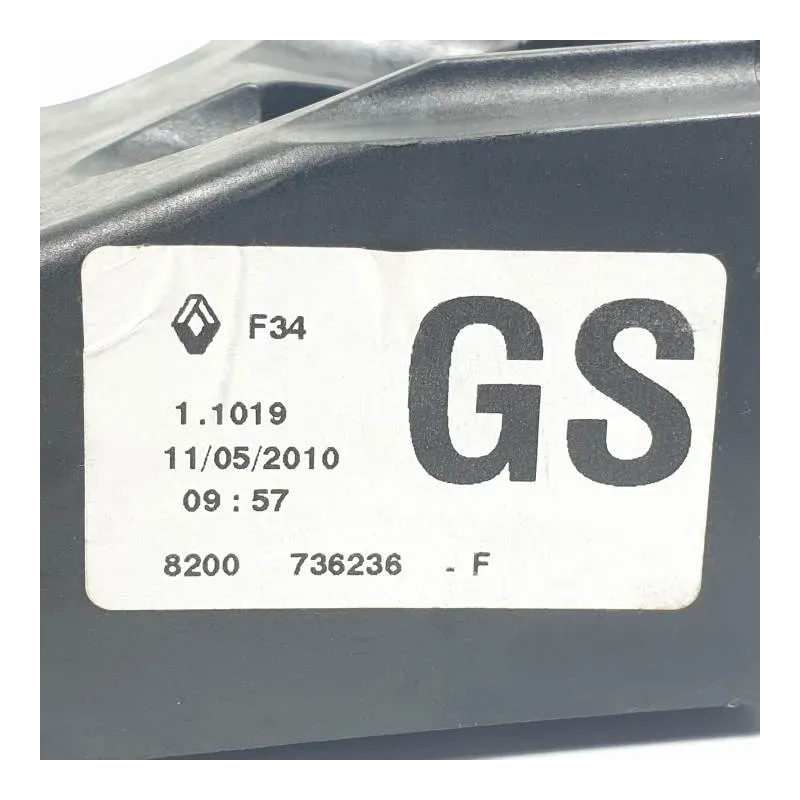 F34
GS
1.1019
11/05/2010
09 : 57
8200 736236 - F